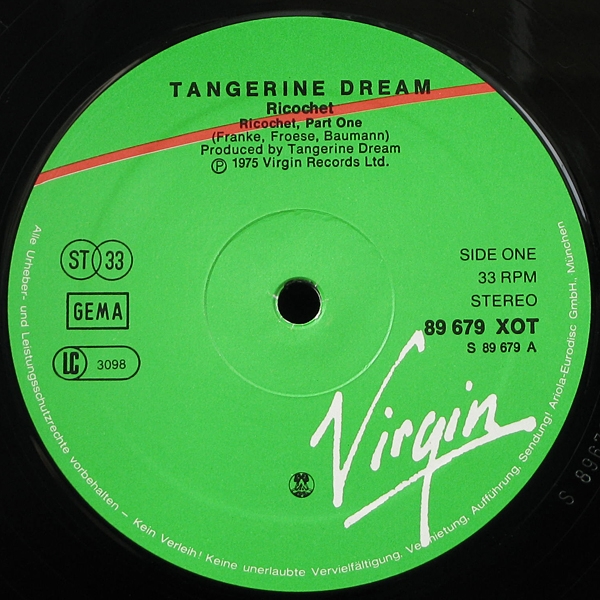 TANGERINE DREAM
Ricochet
Ricochet, Part One
(Franke, Froese, Baumann)
Produced by Tangerine Dream
℗ 1975 Virgin Records Ltd.
ST 33
GEMA
LC 3098
SIDE ONE
33 RPM
STEREO
89 679 XOT
S 89 679 A
Virgin
Alle Urheber- und Leistungsschutzrechte vorbehalten – Kein Verleih! Keine unerlaubte Vervielfältigung, Vermietung, Aufführung, Sendung! Ariola-Eurodisc GmbH., München
S 8967